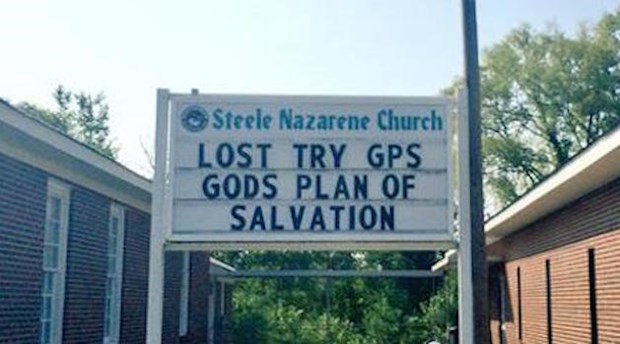 Steele Nazarene Church
LOST TRY GPS
GODS PLAN OF
SALVATION